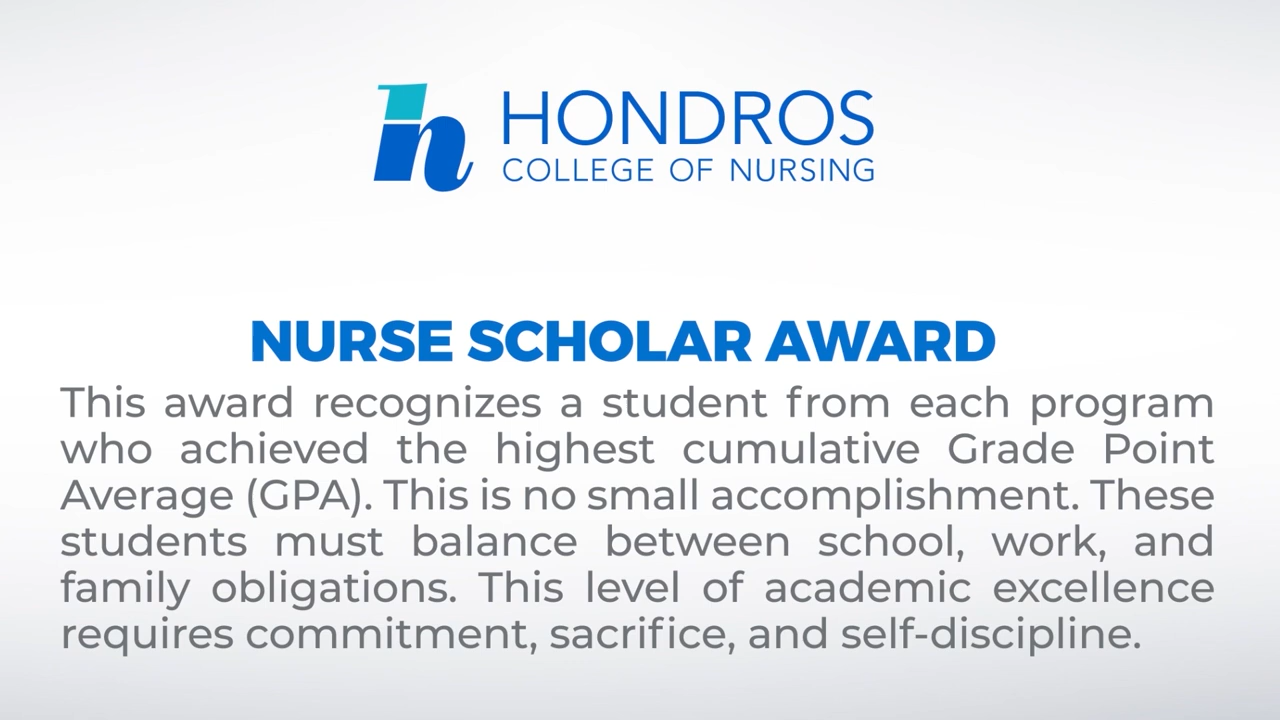 HONDROS
COLLEGE OF NURSING
NURSE SCHOLAR AWARD
This award recognizes a student from each program
who achieved the highest cumulative Grade Point
Average (GPA). This is no small accomplishment. These
students must balance between school, work, and
family obligations. This level of academic excellence
requires commitment, sacrifice, and self-discipline.